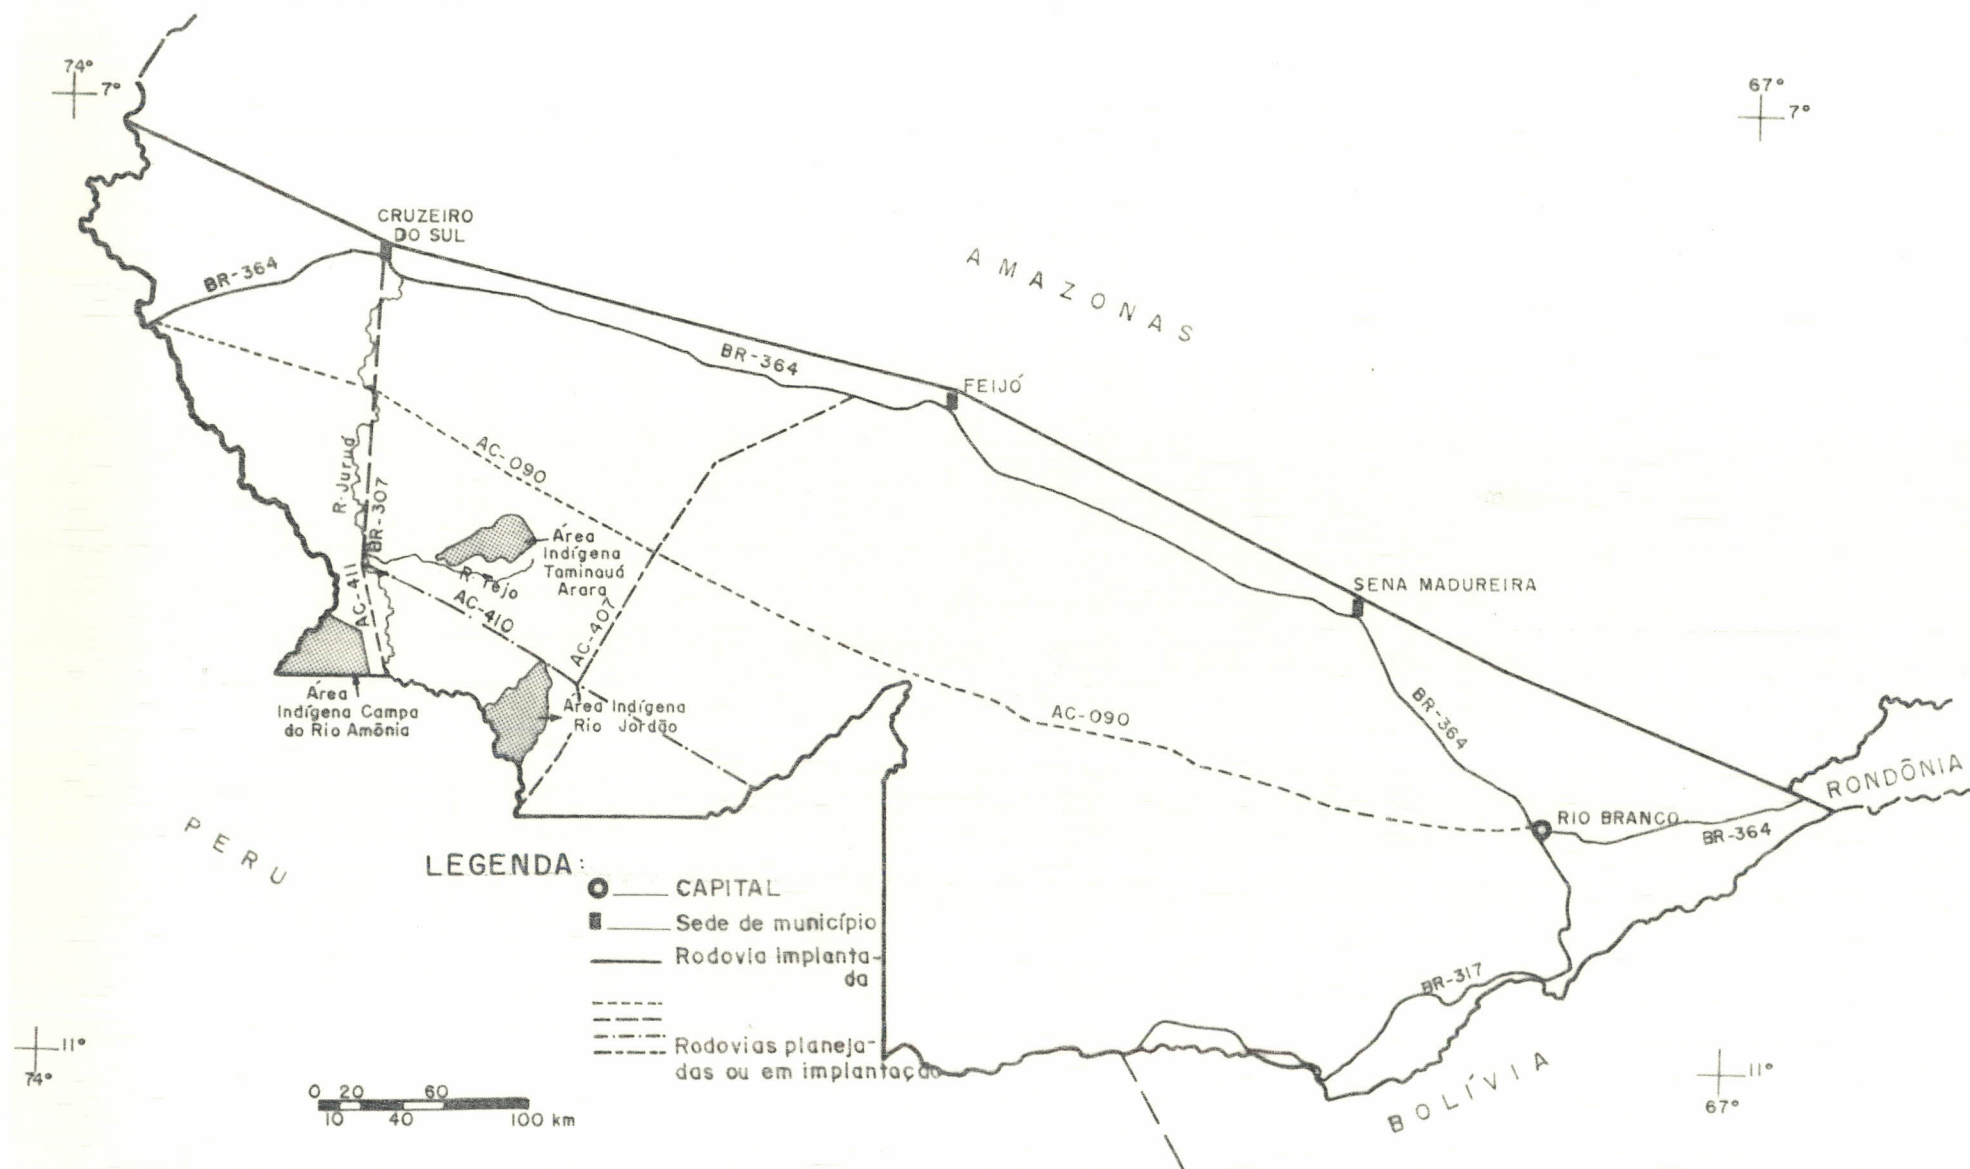 74°
7°
67°
7°
CRUZEIRO
DO SUL
BR-364
AMAZONAS
BR-364
FEIJÓ
AC-090
R. Juruá
BR-307
Área
Indígena
Taminauá
Arara
R. Tejo
AC-411
AC-410
AC-407
SENA MADUREIRA
Área
Indígena Campa
do Rio Amônia
Área Indígena
Rio Jordão
AC-090
BR-364
RONDÔNIA
RIO BRANCO
BR-364
PERU
LEGENDA:
CAPITAL
Sede de município
Rodovia implanta-
da
Rodovias planeja-
das ou em implantação
BR-317
BOLÍVIA
11°
74°
11°
67°
0 20 60
10 40 100 km